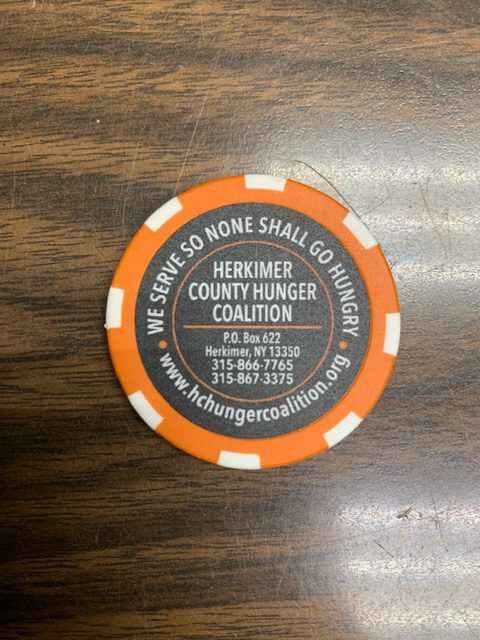 WE SERVE SO NONE SHALL GO HUNGRY
HERKIMER
COUNTY HUNGER
COALITION
P.O. Box 622
Herkimer, NY 13350
315-866-7765
315-867-3375
• www.hchungercoalition.org •